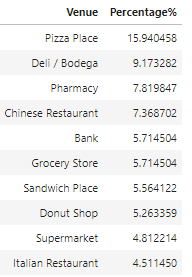 Venue Percentage%
Pizza Place 15.940458
Deli / Bodega 9.173282
Pharmacy 7.819847
Chinese Restaurant 7.368702
Bank 5.714504
Grocery Store 5.714504
Sandwich Place 5.564122
Donut Shop 5.263359
Supermarket 4.812214
Italian Restaurant 4.511450